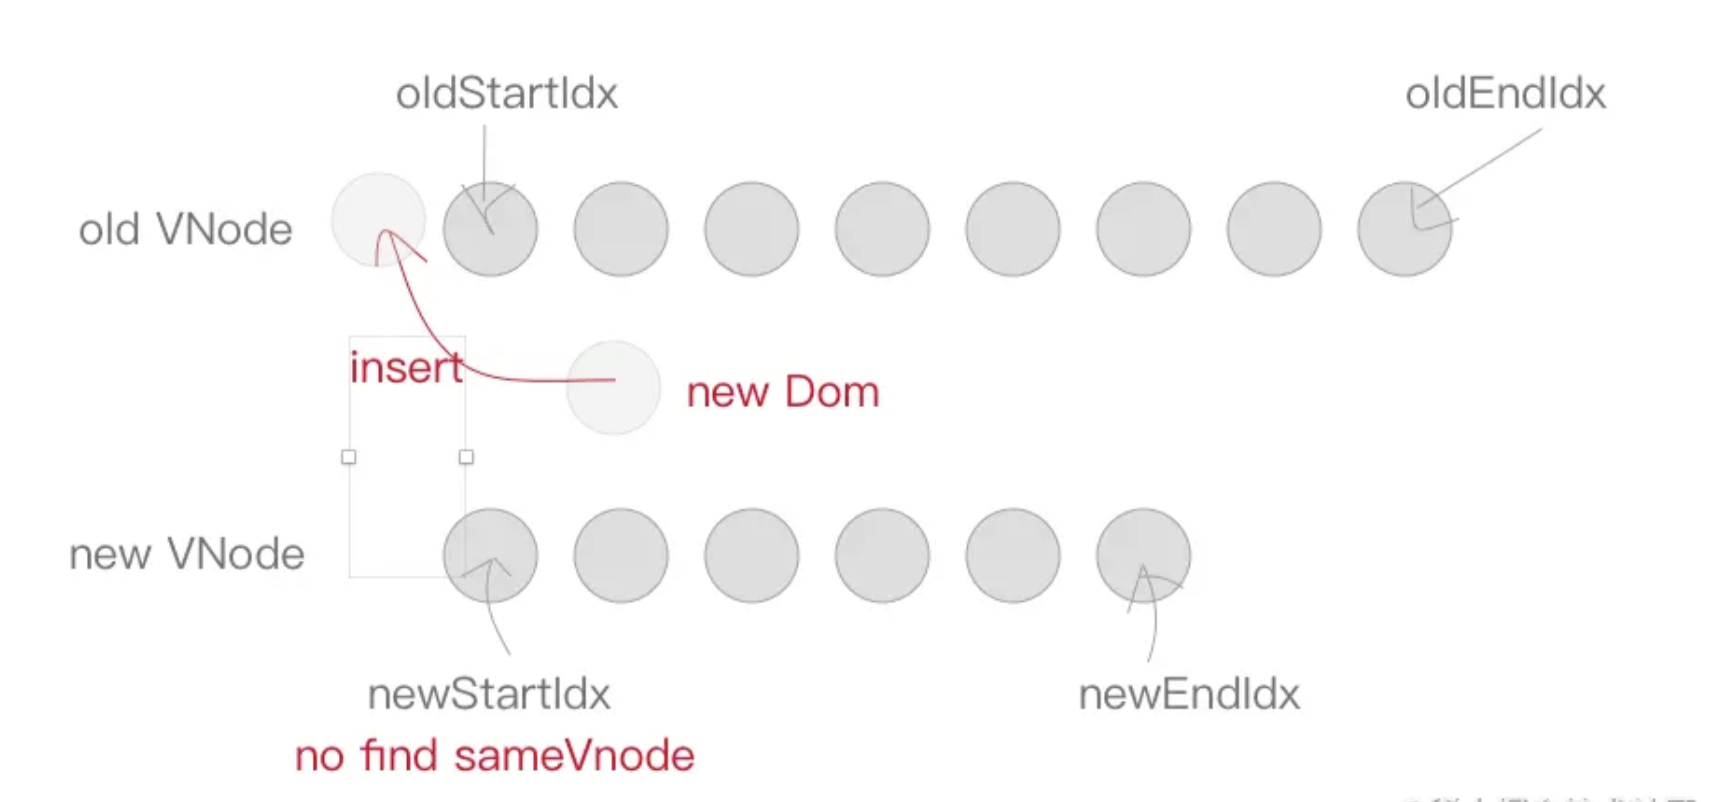 oldStartIdx
oldEndIdx
old VNode
insert
new Dom
new VNode
newStartIdx
newEndIdx
no find sameVnode